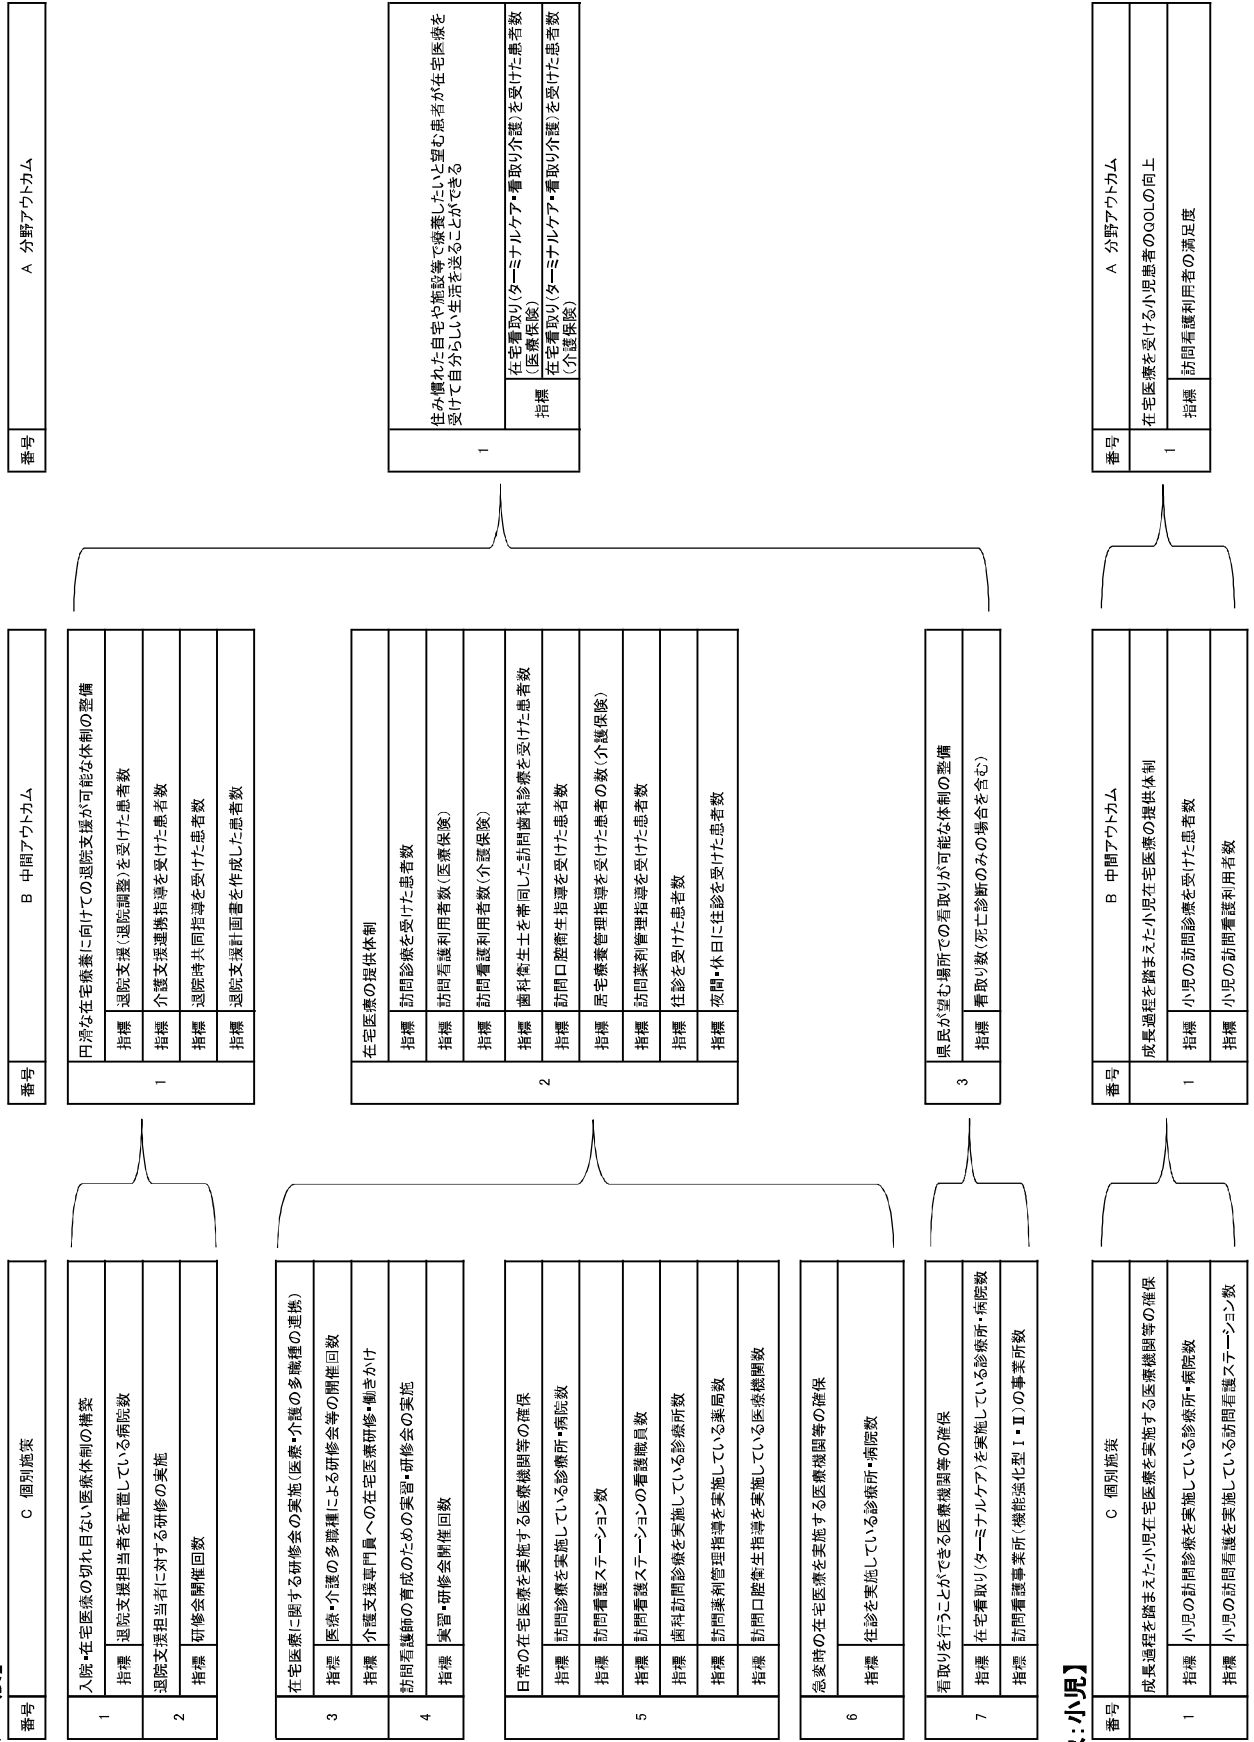 番号
C 個別施策
1
入院・在宅医療の切れ目ない医療体制の構築
指標
退院支援担当者を配置している病院数
2
退院支援担当者に対する研修の実施
指標
研修会開催回数
3
在宅医療に関する研修会の実施(医療・介護の多職種の連携)
指標
医療・介護の多職種による研修会等の開催回数
指標
介護支援専門員への在宅医療研修・働きかけ
4
訪問看護師の育成のための実習・研修会の実施
指標
実習・研修会開催回数
5
日常の在宅医療を実施する医療機関等の確保
指標
訪問診療を実施している診療所・病院数
指標
訪問看護ステーション数
指標
訪問看護ステーションの看護職員数
指標
歯科訪問診療を実施している診療所数
指標
訪問薬剤管理指導を実施している薬局数
指標
訪問口腔衛生指導を実施している医療機関数
6
急変時の在宅医療を実施する医療機関等の確保
指標
往診を実施している診療所・病院数
7
看取りを行うことができる医療機関等の確保
指標
在宅看取り(ターミナルケア)を実施している診療所・病院数
指標
訪問看護事業所(機能強化型Ⅰ・Ⅱ)の事業所数
番号
B 中間アウトカム
1
円滑な在宅療養に向けての退院支援が可能な体制の整備
指標
退院支援(退院調整)を受けた患者数
指標
介護支援連携指導を受けた患者数
指標
退院時共同指導を受けた患者数
指標
退院支援計画書を作成した患者数
2
在宅医療の提供体制
指標
訪問診療を受けた患者数
指標
訪問看護利用者数(医療保険)
指標
訪問看護利用者数(介護保険)
指標
歯科衛生士を帯同した訪問歯科診療を受けた患者数
指標
訪問口腔衛生指導を受けた患者数
指標
居宅療養管理指導を受けた患者の数(介護保険)
指標
訪問薬剤管理指導を受けた患者数
指標
往診を受けた患者数
指標
夜間・休日に往診を受けた患者数
3
県民が望む場所での看取りが可能な体制の整備
指標
看取り数(死亡診断のみの場合を含む)
番号
A 分野アウトカム
1
住み慣れた自宅や施設等で療養したいと望む患者が在宅医療を
受けて自分らしい生活を送ることができる
指標
在宅看取り(ターミナルケア・看取り介護)を受けた患者数
(医療保険)
在宅看取り(ターミナルケア・看取り介護)を受けた患者数
(介護保険)
:小児】
番号
C 個別施策
1
成長過程を踏まえた小児在宅医療を実施する医療機関等の確保
指標
小児の訪問診療を実施している診療所・病院数
指標
小児の訪問看護を実施している訪問看護ステーション数
番号
B 中間アウトカム
1
成長過程を踏まえた小児在宅医療の提供体制
指標
小児の訪問診療を受けた患者数
指標
小児の訪問看護利用者数
番号
A 分野アウトカム
1
在宅医療を受ける小児患者のQOLの向上
指標
訪問看護利用者の満足度